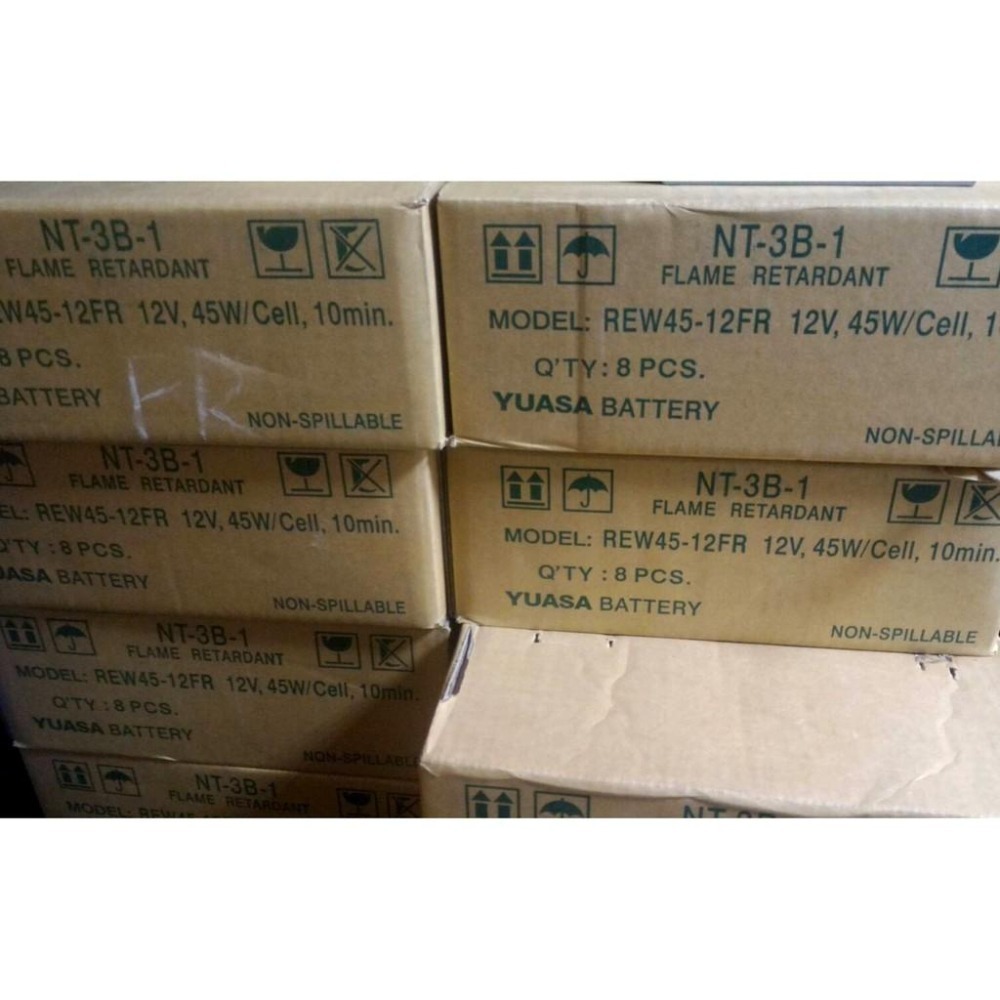 NT-3B-1
FLAME RETARDANT
EW45-12FR 12V, 45W/Cell, 10min.
8 PCS.
BATTERY
FR
NON-SPILLABLE
NT-3B-1
FLAME RETARDANT
MODEL: REW45-12FR 12V, 45W/Cell, 1
Q'TY: 8 PCS.
YUASA BATTERY
NON-SPILLA
NT-3B-1
FLAME RETARDANT
EL: REW45-12FR 12V, 45W/Cell, 10min.
Q'TY : 8 PCS.
UASA BATTERY
NON-SPILLABLE
NT-3B-1
FLAME RETARDANT
MODEL: REW45-12FR 12V, 45W/Cell, 10min.
Q'TY : 8 PCS.
YUASA BATTERY
NON-SPILLABLE
NT-3B-1
FLAME RETARDANT
MODEL: REW45-12FR 12V, 45W/Cell, 10min.
Q'TY : 8 PCS.
YUASA BATTERY
NON-SPILLABLE
NT-3B-1
FLAME RETARDANT
MODEL:
NT-3B